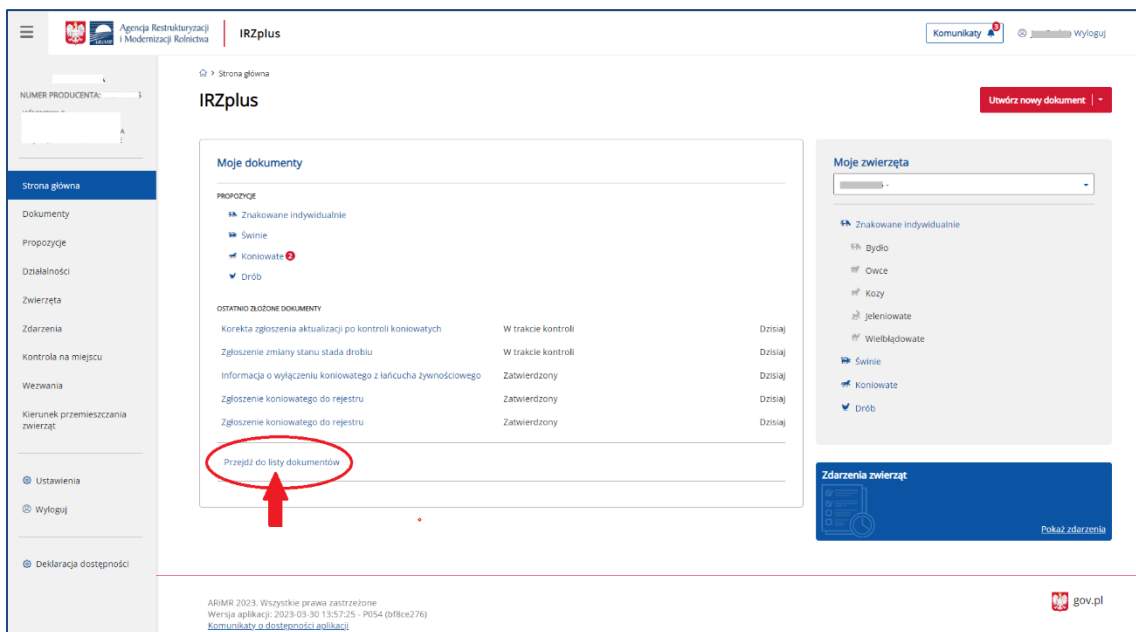 Agencja Restrukturyzacji
i Modernizacji Rolnictwa
IRZplus
Komunikaty 3
Wyloguj
NUMER PRODUCENTA:
Strona główna
Dokumenty
Propozycje
Działalności
Zwierzęta
Zdarzenia
Kontrola na miejscu
Wezwania
Kierunek przemieszczania
zwierząt
Ustawienia
Wyloguj
Deklaracja dostępności
> Strona główna
IRZplus
Utwórz nowy dokument
Moje dokumenty
PROPOZYCJE
Znakowane indywidualnie
Świnie
Koniowate 2
Drób
OSTATNIO ZŁOŻONE DOKUMENTY
Korekta zgłoszenia aktualizacji po kontroli koniowatych W trakcie kontroli Dzisiaj
Zgłoszenie zmiany stanu stada drobiu W trakcie kontroli Dzisiaj
Informacja o wyłączeniu koniowatego z łańcucha żywnościowego Zatwierdzony Dzisiaj
Zgłoszenie koniowatego do rejestru Zatwierdzony Dzisiaj
Zgłoszenie koniowatego do rejestru Zatwierdzony Dzisiaj
Przejdź do listy dokumentów
Moje zwierzęta
Znakowane indywidualnie
Bydło
Owce
Kozy
Jeleniowate
Wielbłądowate
Świnie
Koniowate
Drób
Zdarzenia zwierząt
Pokaż zdarzenia
ARiMR 2023. Wszystkie prawa zastrzeżone
Wersja aplikacji: 2023-03-30 13:57:25 - P054 (bf8ce276)
Komunikaty o dostępności aplikacji
gov.pl